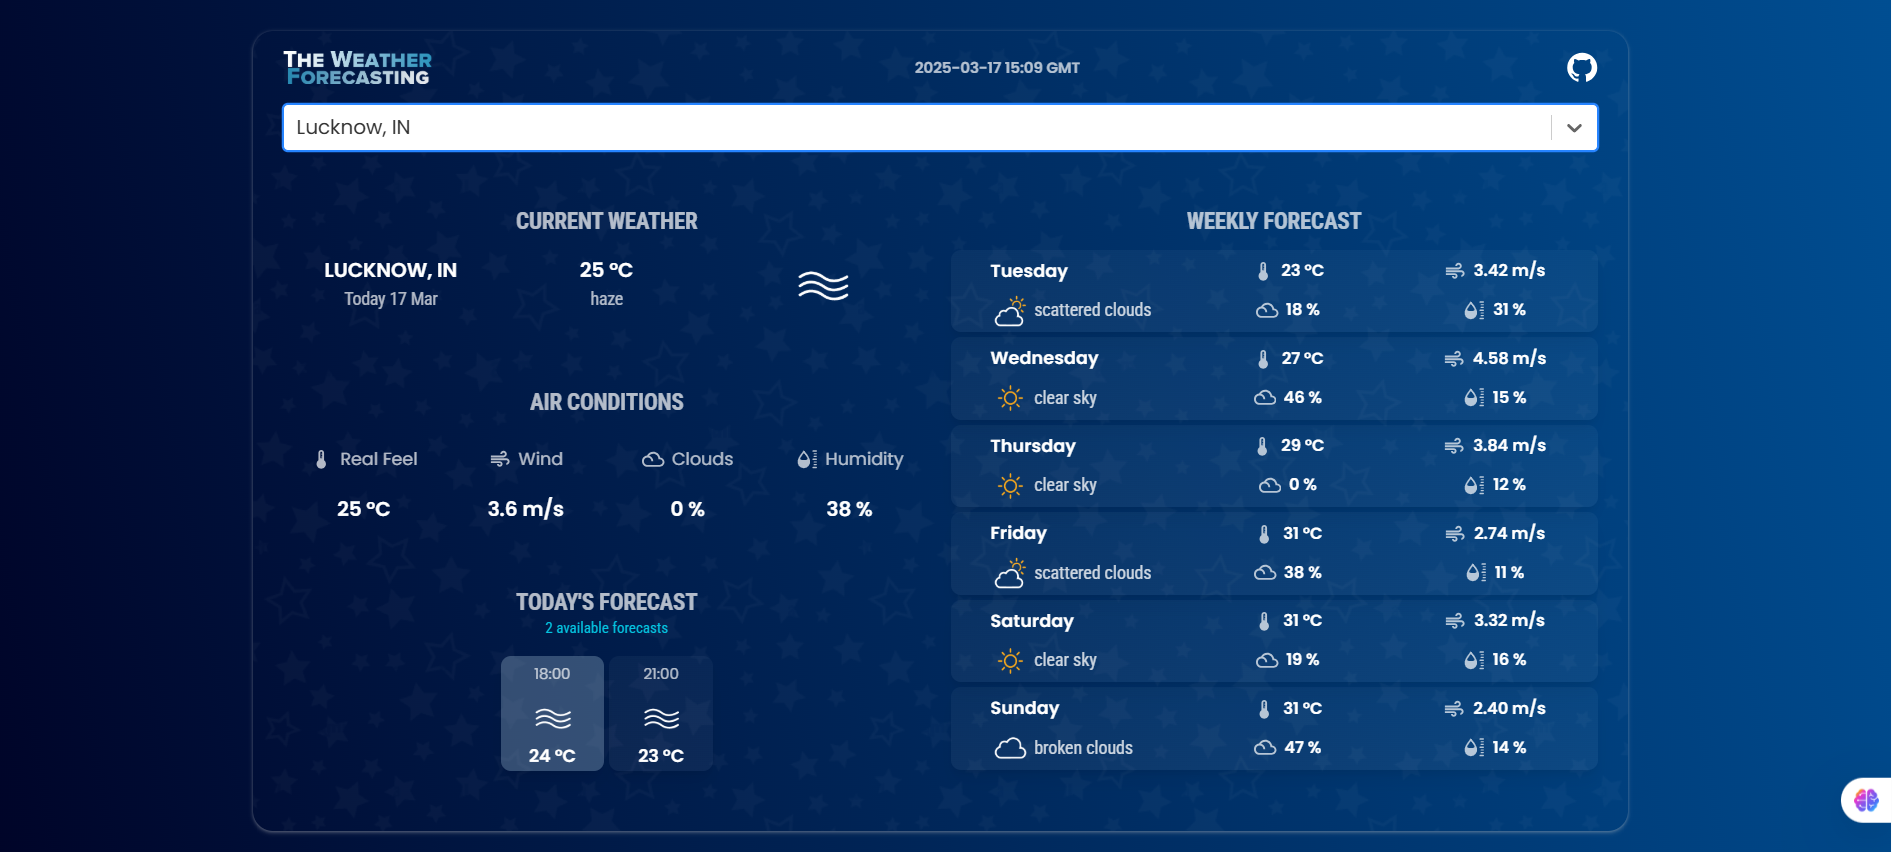 The Weather
Forecasting
2025-03-17 15:09 GMT
Lucknow, IN
CURRENT WEATHER
LUCKNOW, IN
Today 17 Mar
25 °C
haze
AIR CONDITIONS
Real Feel
25 °C
Wind
3.6 m/s
Clouds
0 %
Humidity
38 %
TODAY'S FORECAST
2 available forecasts
18:00
24 °C
21:00
23 °C
WEEKLY FORECAST
Tuesday 23 °C 3.42 m/s
scattered clouds 18 % 31 %
Wednesday 27 °C 4.58 m/s
clear sky 46 % 15 %
Thursday 29 °C 3.84 m/s
clear sky 0 % 12 %
Friday 31 °C 2.74 m/s
scattered clouds 38 % 11 %
Saturday 31 °C 3.32 m/s
clear sky 19 % 16 %
Sunday 31 °C 2.40 m/s
broken clouds 47 % 14 %